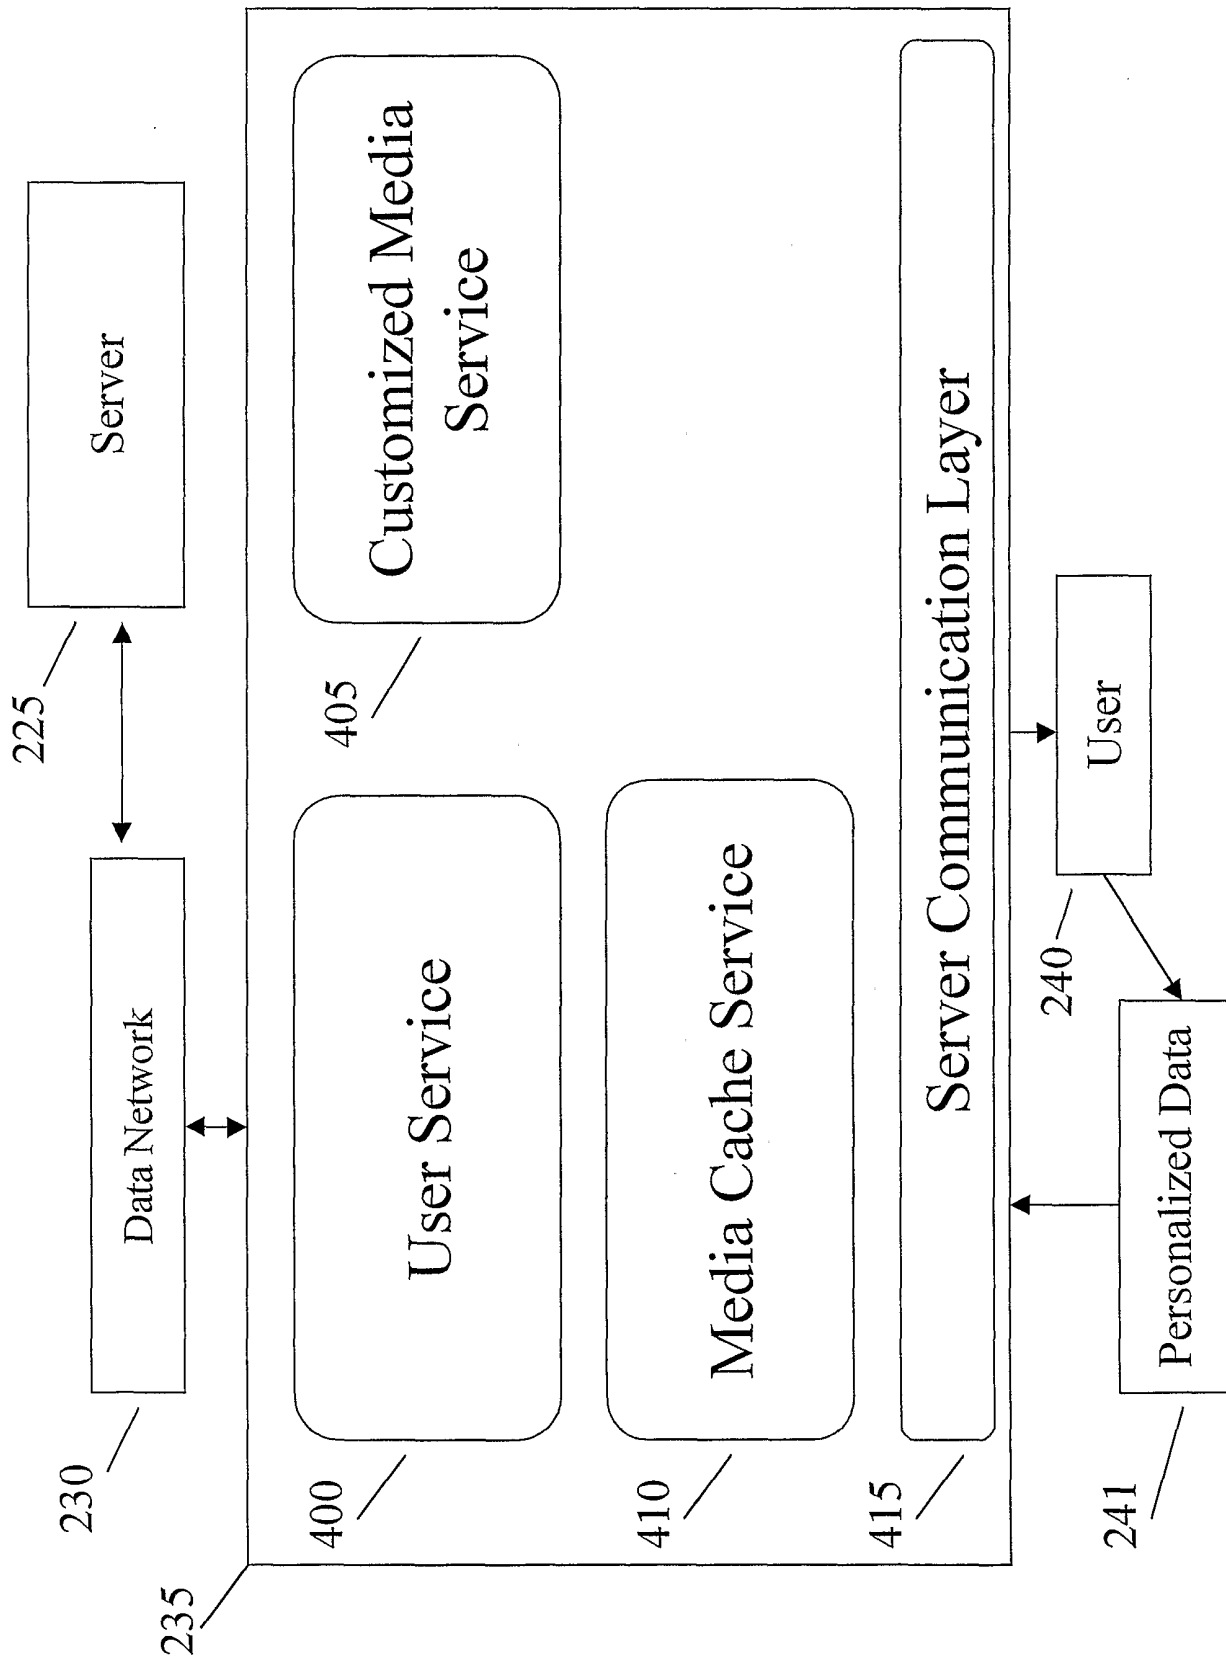 235
230
Data Network
225
Server
400
User Service
405
Customized Media
Service
410
Media Cache Service
415
Server Communication Layer
240
User
241
Personalized Data